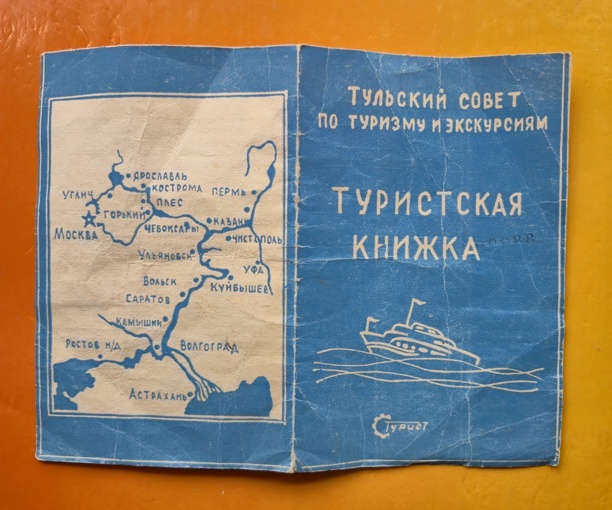 ЯРОСЛАВЛЬ
КОСТРОМА
УГЛИЧ
ПЛЕС
ПЕРМЬ
ГОРЬКИЙ
МОСКВА
ЧЕБОКСАРЫ
КАЗАНЬ
ЧИСТОПОЛЬ
УЛЬЯНОВСК
УФА
ВОЛЬСК
КУЙБЫШЕВ
САРАТОВ
КАМЫШИН
РОСТОВ Н/Д
ВОЛГОГРАД
АСТРАХАНЬ
ТУЛЬСКИЙ СОВЕТ
ПО ТУРИЗМУ И ЭКСКУРСИЯМ
ТУРИСТСКАЯ
КНИЖКА
ТУРИСТ